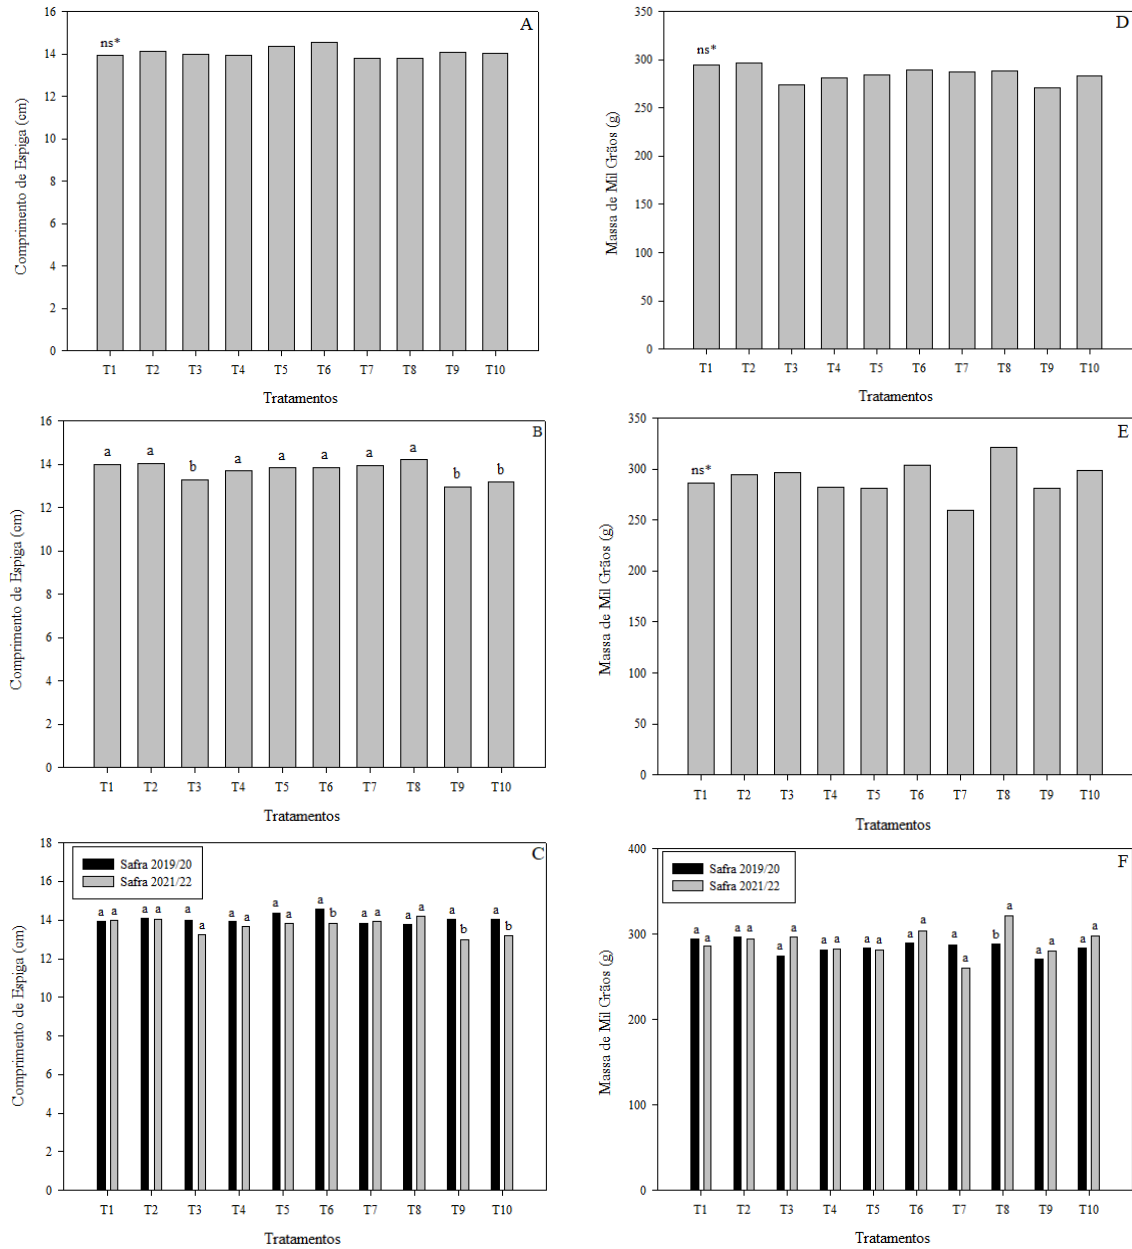 A
16
14
12
10
8
6
4
2
0
Comprimento de Espiga (cm)
ns*
T1 T2 T3 T4 T5 T6 T7 T8 T9 T10
Tratamentos
D
350
300
250
200
150
100
50
0
Massa de Mil Grãos (g)
ns*
T1 T2 T3 T4 T5 T6 T7 T8 T9 T10
Tratamentos
B
16
14
12
10
8
6
4
2
0
Comprimento de Espiga (cm)
a a b a a a a a b b
T1 T2 T3 T4 T5 T6 T7 T8 T9 T10
Tratamentos
E
350
300
250
200
150
100
50
0
Massa de Mil Grãos (g)
ns*
T1 T2 T3 T4 T5 T6 T7 T8 T9 T10
Tratamentos
C
18
16
14
12
10
8
6
4
2
0
Comprimento de Espiga (cm)
Safra 2019/20
Safra 2021/22
a a a a a a a a a a a b a a a a a b a b
T1 T2 T3 T4 T5 T6 T7 T8 T9 T10
Tratamentos
F
400
300
200
100
0
Massa de Mil Grãos (g)
Safra 2019/20
Safra 2021/22
a a a a a a a a a a a a a a b a a a a a
T1 T2 T3 T4 T5 T6 T7 T8 T9 T10
Tratamentos